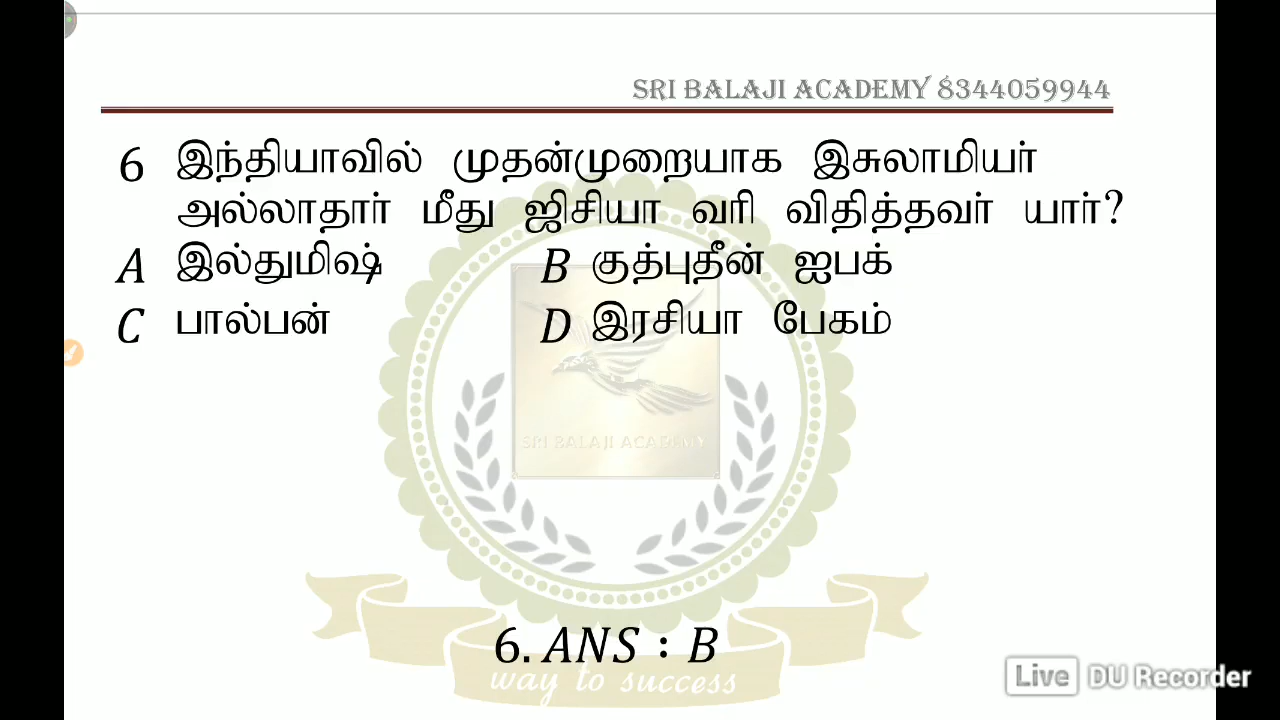 SRI BALAJI ACADEMY 8344059944
6 இந்தியாவில் முதன்முறையாக இசுலாமியர்
அல்லாதார் மீது ஜிசியா வரி விதித்தவர் யார்?
A இல்துமிஷ் B குத்புதீன் ஐபக்
C பால்பன் D இரசியா பேகம்
SRI BALAJI ACADEMY
6. ANS : B
way to success
Live DU Recorder